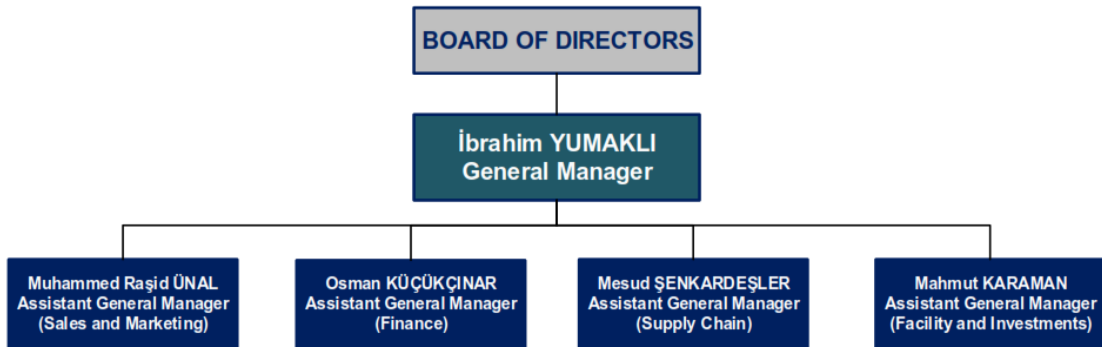 BOARD OF DIRECTORS
İbrahim YUMAKLI
General Manager
Muhammed Raşid ÜNAL
Assistant General Manager
(Sales and Marketing)
Osman KÜÇÜKÇINAR
Assistant General Manager
(Finance)
Mesud ŞENKARDEŞLER
Assistant General Manager
(Supply Chain)
Mahmut KARAMAN
Assistant General Manager
(Facility and Investments)